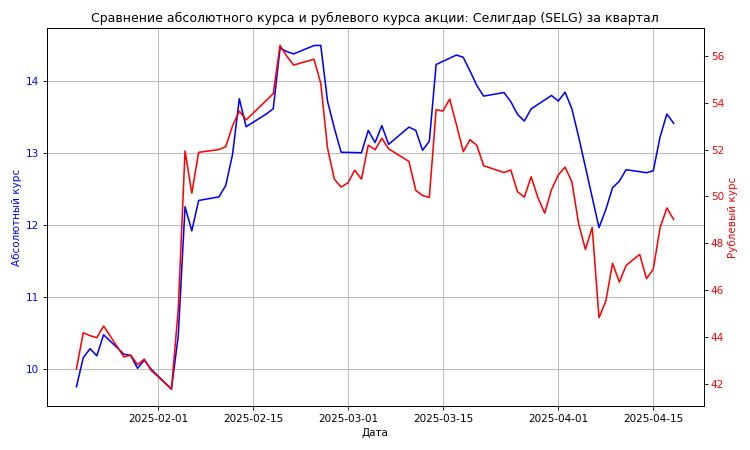 Сравнение абсолютного курса и рублевого курса акции: Селигдар (SELG) за квартал
14
13
12
11
10
Абсолютный курс
56
54
52
50
48
46
44
42
Рублевый курс
2025-02-01 2025-02-15 2025-03-01 2025-03-15 2025-04-01 2025-04-15
Дата